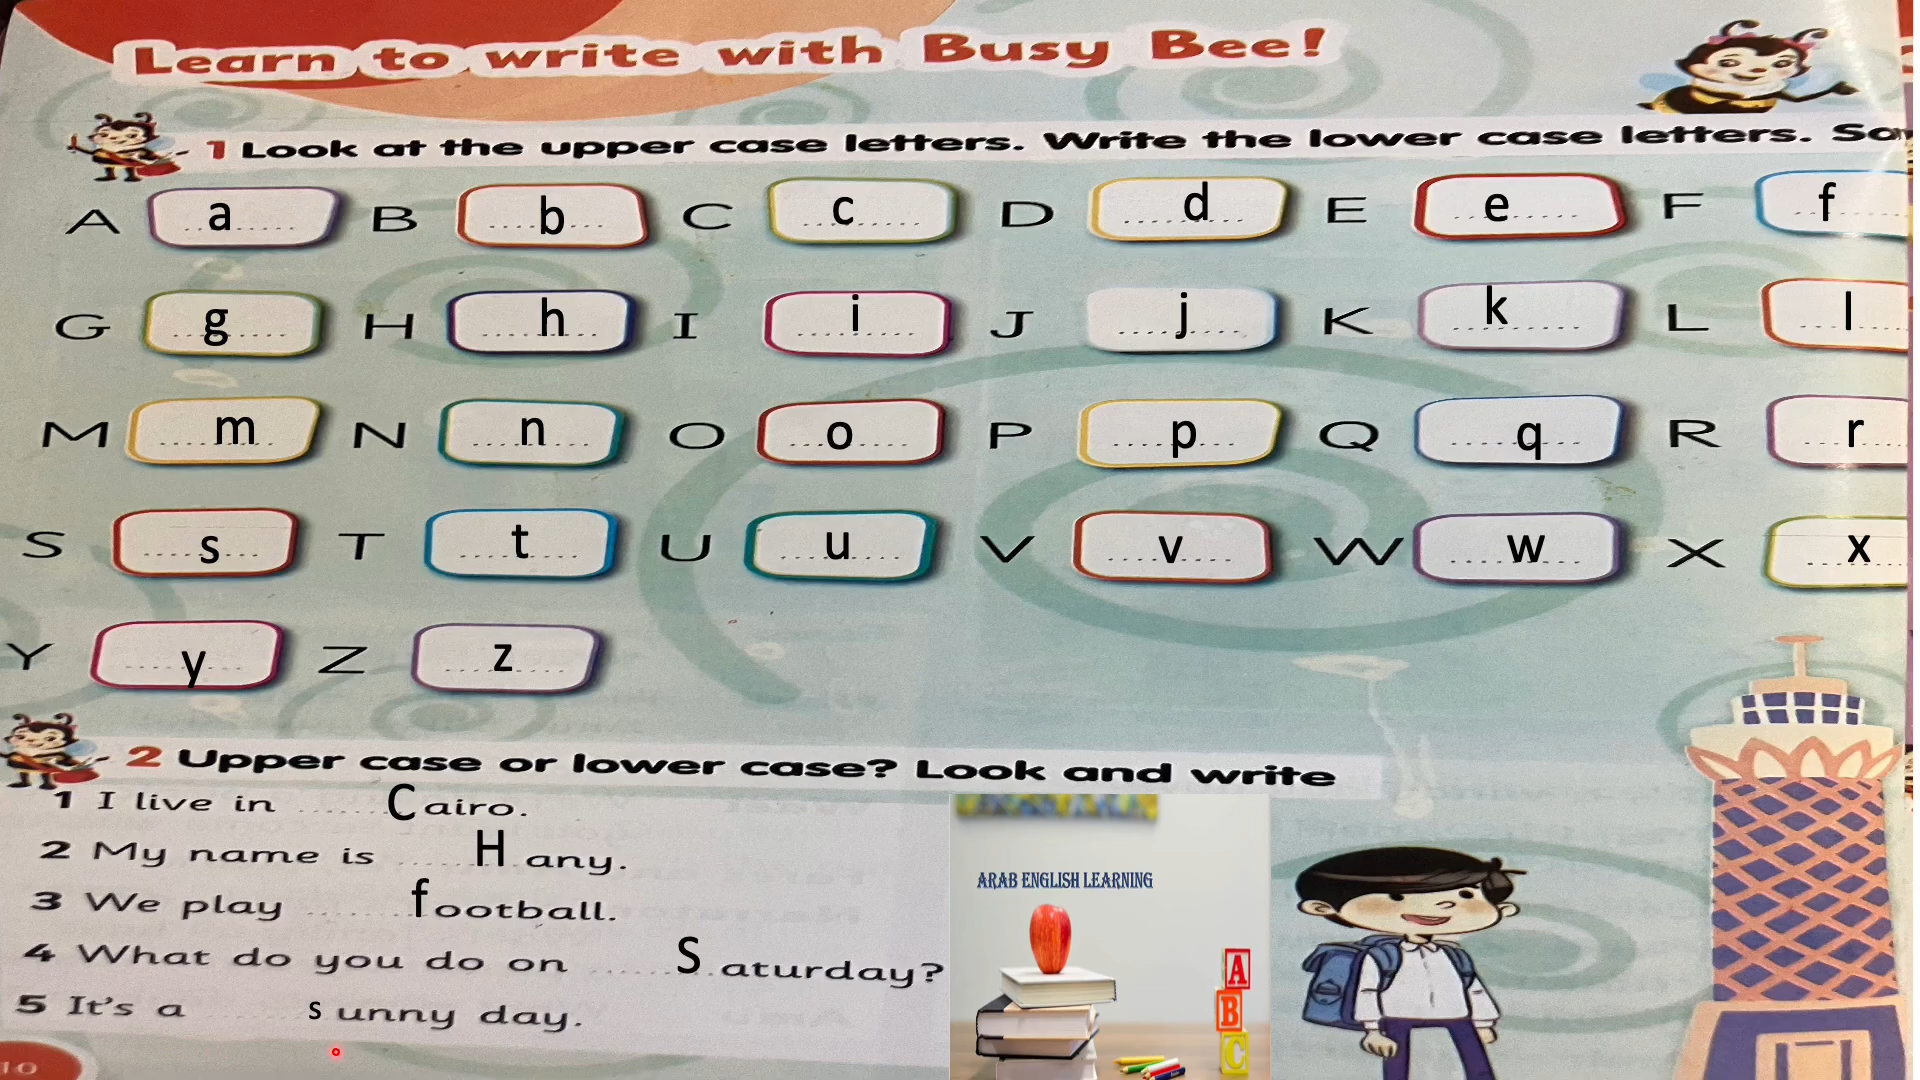 Learn to write with Busy Bee!
1 Look at the upper case letters. Write the lower case letters.
A a B b C c D d E e F f
G g H h I i J j K k L l
M m N n O o P p Q q R r
S s T t U u V v W w X x
Y y Z z
2 Upper case or lower case? Look and write
1 I live in ......Cairo.
2 My name is ......Hany.
3 We play .......football.
4 What do you do on .......Saturday?
5 It's a ......sunny day.
ARAB ENGLISH LEARNING
A
B
C
10